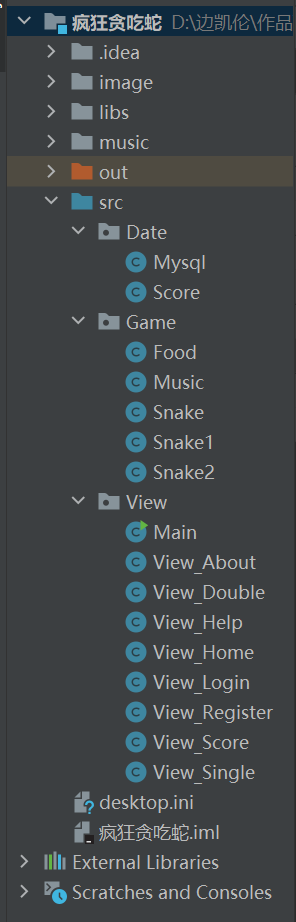 疯狂贪吃蛇 D:\边凯伦\作品
.idea
image
libs
music
out
src
Date
Mysql
Score
Game
Food
Music
Snake
Snake1
Snake2
View
Main
View_About
View_Double
View_Help
View_Home
View_Login
View_Register
View_Score
View_Single
desktop.ini
疯狂贪吃蛇.iml
External Libraries
Scratches and Consoles